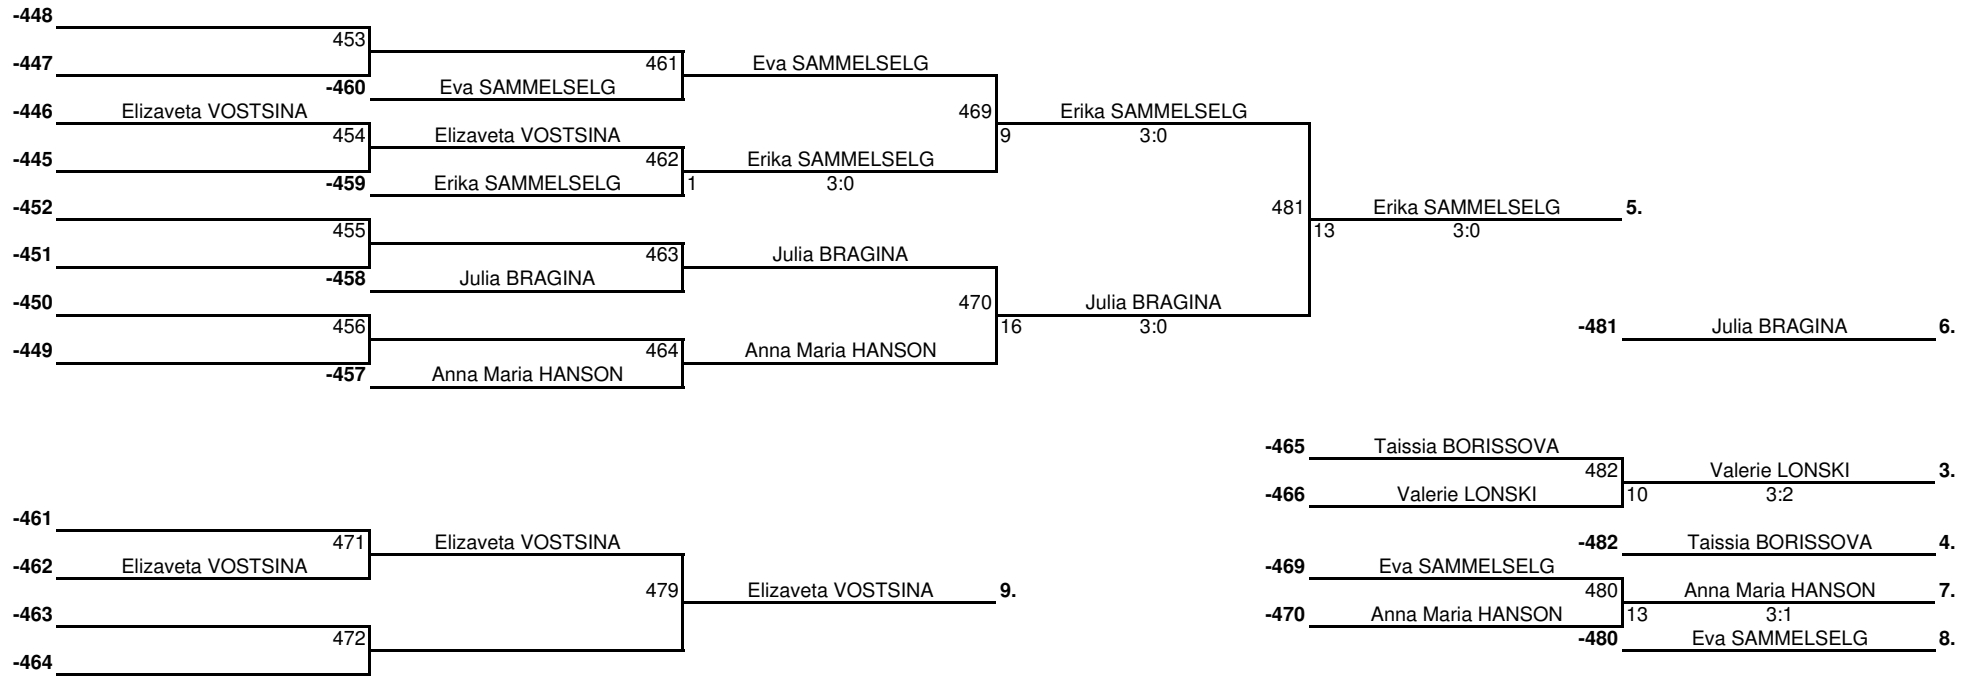 -448
453
-447
461 Eva SAMMELSELG
-460 Eva SAMMELSELG
-446 Elizaveta VOSTSINA 469 Erika SAMMELSELG
454 Elizaveta VOSTSINA 9 3:0
-445 462 Erika SAMMELSELG
-459 Erika SAMMELSELG 1 3:0
-452 481 Erika SAMMELSELG 5.
455 13 3:0
-451 463 Julia BRAGINA
-458 Julia BRAGINA
-450 470 Julia BRAGINA
456 16 3:0 -481 Julia BRAGINA 6.
-449 464 Anna Maria HANSON
-457 Anna Maria HANSON
-465 Taissia BORISSOVA
482 Valerie LONSKI 3.
-466 Valerie LONSKI 10 3:2
-461
471 Elizaveta VOSTSINA -482 Taissia BORISSOVA 4.
-462 Elizaveta VOSTSINA -469 Eva SAMMELSELG
479 Elizaveta VOSTSINA 9. 480 Anna Maria HANSON 7.
-463 -470 Anna Maria HANSON 13 3:1
472 -480 Eva SAMMELSELG 8.
-464